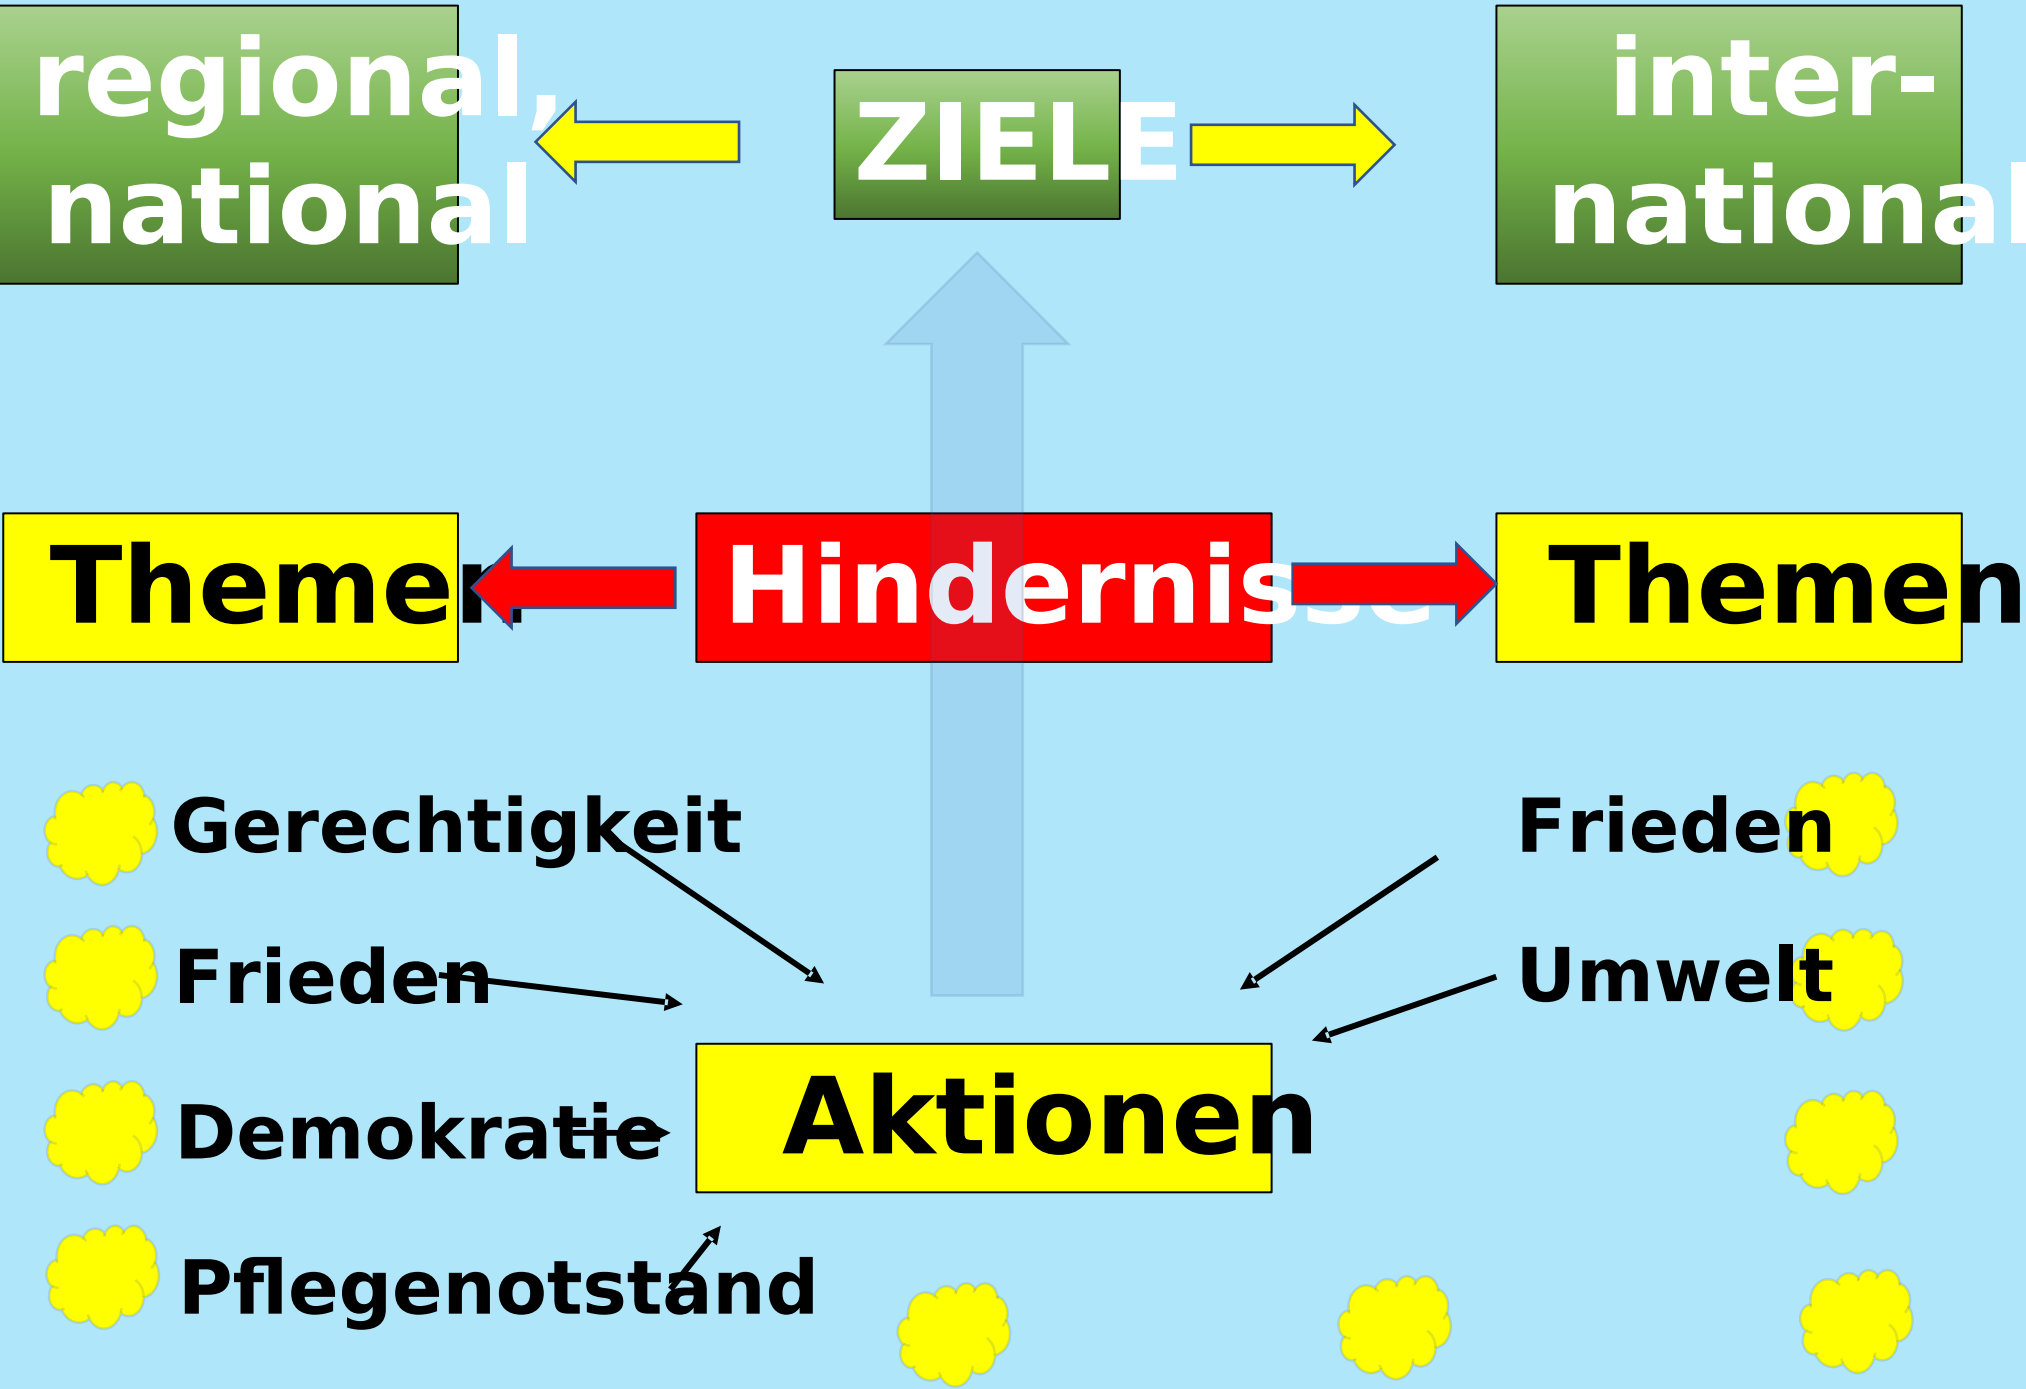 regional,
national
ZIELE
inter-
national
Themen
Hindernisse
Themen
Gerechtigkeit
Frieden
Frieden
Umwelt
Demokratie
Aktionen
Pflegenotstand